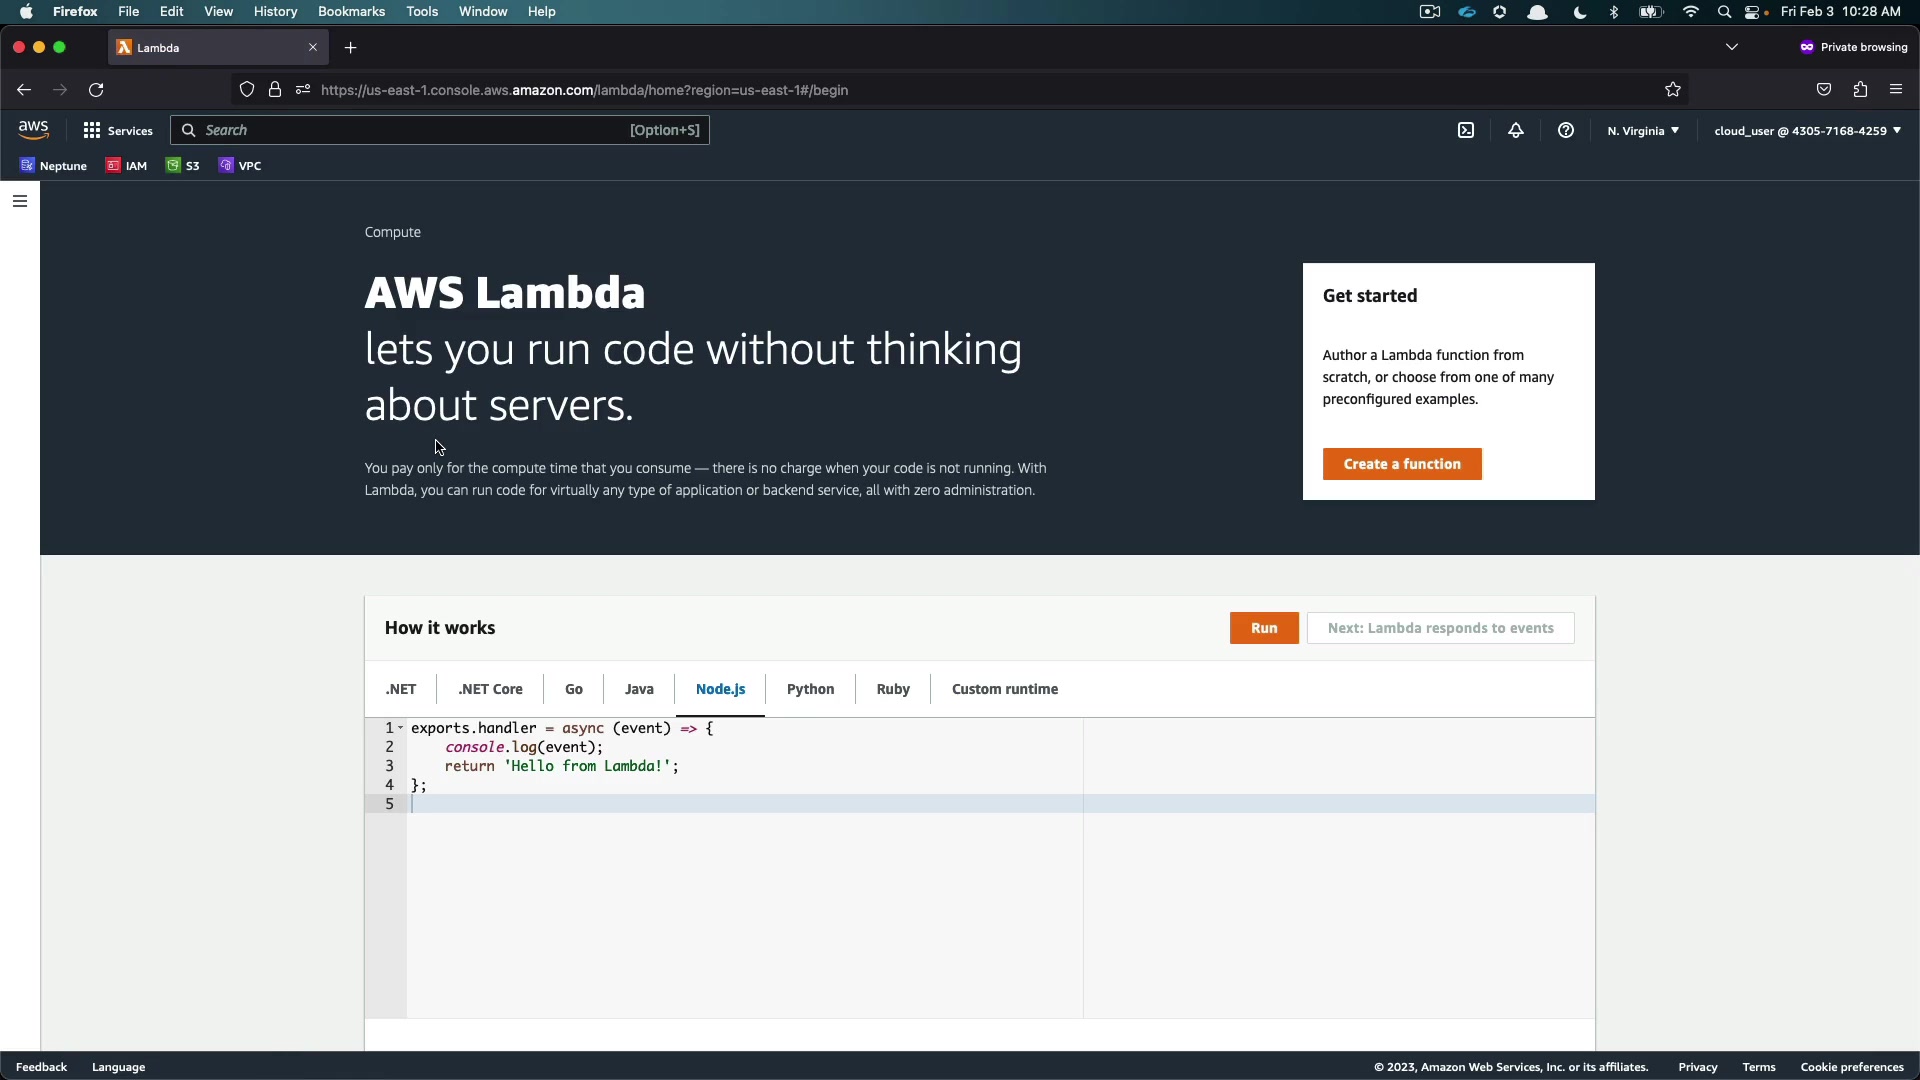 Firefox File Edit View History Bookmarks Tools Window Help Fri Feb 3 10:28 AM
Lambda Private browsing
https://us-east-1.console.aws.amazon.com/lambda/home?region=us-east-1#/begin
aws Services Search [Option+S] N. Virginia cloud_user @ 4305-7168-4259
Neptune IAM S3 VPC
Compute
AWS Lambda
lets you run code without thinking
about servers.
You pay only for the compute time that you consume — there is no charge when your code is not running. With
Lambda, you can run code for virtually any type of application or backend service, all with zero administration.
Get started
Author a Lambda function from
scratch, or choose from one of many
preconfigured examples.
Create a function
How it works Run Next: Lambda responds to events
.NET .NET Core Go Java Node.js Python Ruby Custom runtime
1 exports.handler = async (event) => {
2 console.log(event);
3 return 'Hello from Lambda!';
4 };
5
Feedback Language © 2023, Amazon Web Services, Inc. or its affiliates. Privacy Terms Cookie preferences